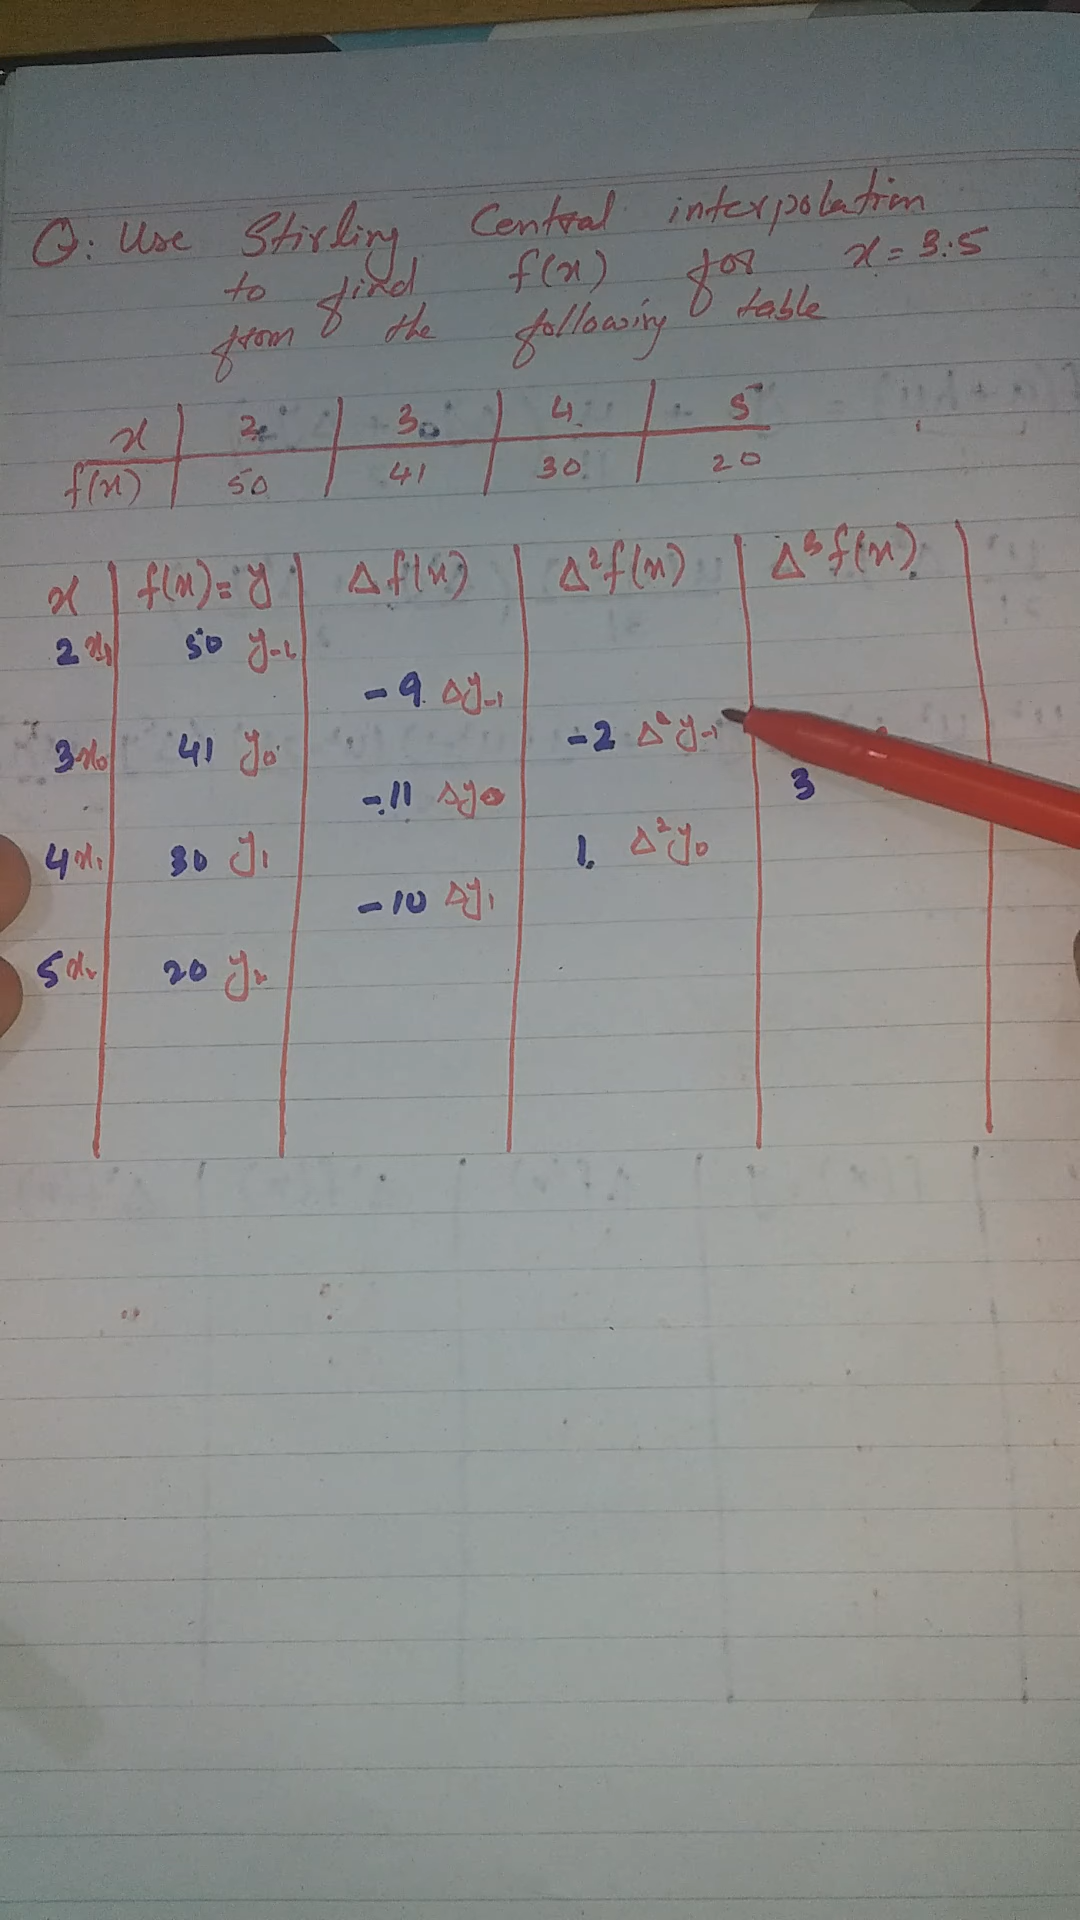 Q: Use Stirling Central interpolation
to find f(x) for x = 3.5
from the following table
x 2 3 4 5
f(x) 50 41 30 20
x f(x)=y Δf(x) Δ²f(x) Δ³f(x)
2 x₋₁ 50 y₋₁
-9 Δy₋₁
3 x₀ 41 y₀ -2 Δ²y₋₁
-11 Δy₀ 3
4 x₁ 30 y₁ 1 Δ²y₀
-10 Δy₁
5 x₂ 20 y₂